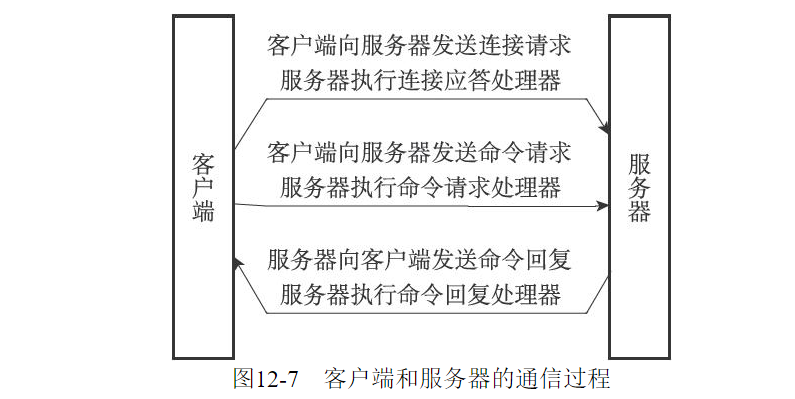 客户端向服务器发送连接请求
服务器执行连接应答处理器
客户端
客户端向服务器发送命令请求
服务器执行命令请求处理器
服务器
服务器向客户端发送命令回复
服务器执行命令回复处理器
图12-7 客户端和服务器的通信过程